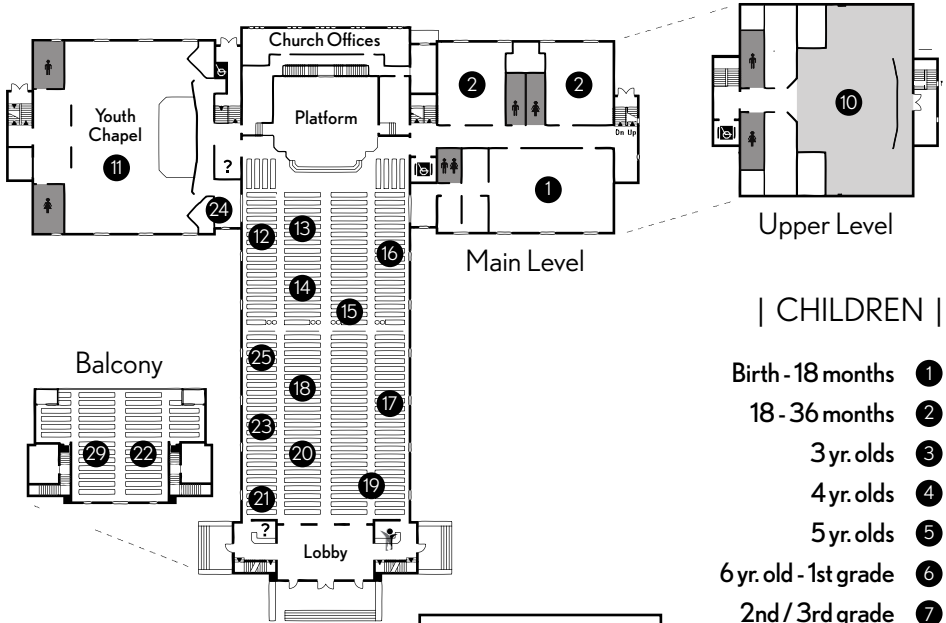 Church Offices
Youth
Chapel
11
Platform
2
2
Dn Up
10
?
1
24
12
13
16
Upper Level
Main Level
14
15
| CHILDREN |
Balcony
25
18
17
29
22
23
20
19
21
?
Lobby
Birth - 18 months 1
18 - 36 months 2
3 yr. olds 3
4 yr. olds 4
5 yr. olds 5
6 yr. old - 1st grade 6
2nd / 3rd grade 7